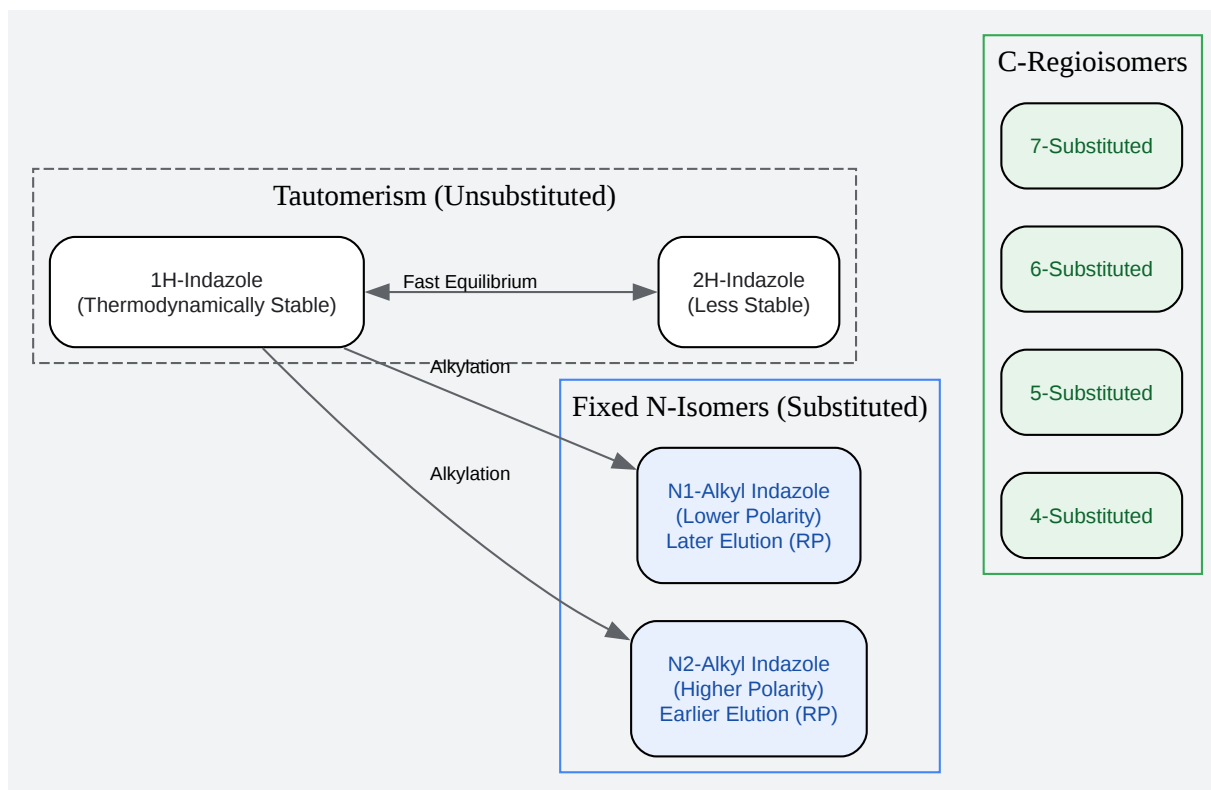 Tautomerism (Unsubstituted)
1H-Indazole
(Thermodynamically Stable)
Fast Equilibrium
2H-Indazole
(Less Stable)
Alkylation
Alkylation
Fixed N-Isomers (Substituted)
N1-Alkyl Indazole
(Lower Polarity)
Later Elution (RP)
N2-Alkyl Indazole
(Higher Polarity)
Earlier Elution (RP)
C-Regioisomers
7-Substituted
6-Substituted
5-Substituted
4-Substituted